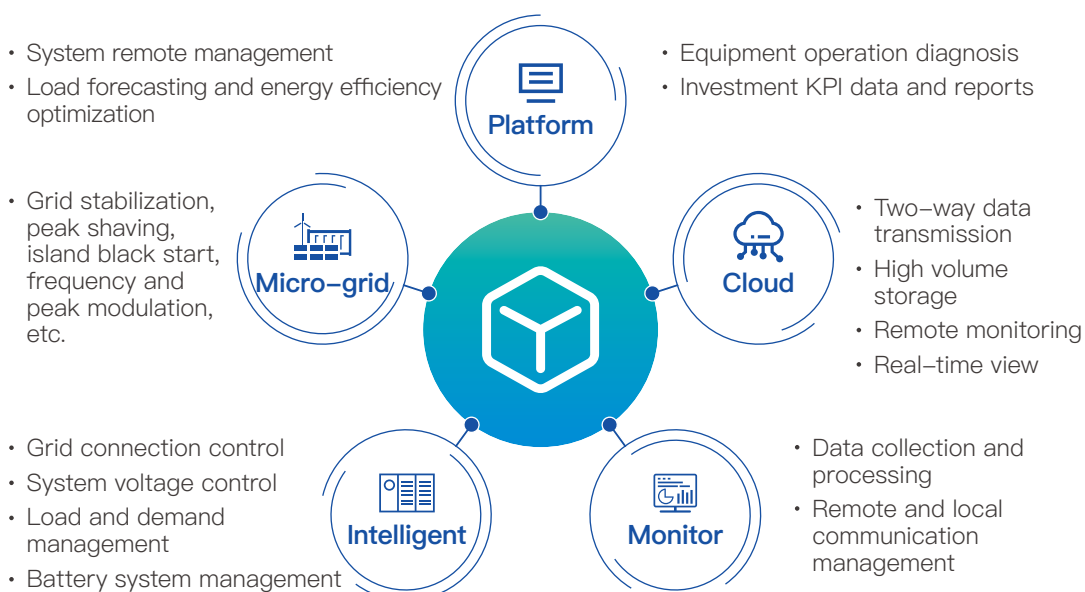 • System remote management
• Load forecasting and energy efficiency
optimization
Platform
• Equipment operation diagnosis
• Investment KPI data and reports
• Grid stabilization,
peak shaving,
island black start,
frequency and
peak modulation,
etc.
Micro-grid
Cloud
• Two-way data
transmission
• High volume
storage
• Remote monitoring
• Real-time view
• Grid connection control
• System voltage control
• Load and demand
management
• Battery system management
Intelligent
Monitor
• Data collection and
processing
• Remote and local
communication
management